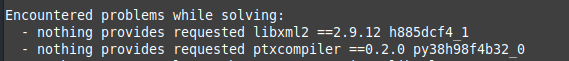 Encountered problems while solving:
- nothing provides requested libxml2 ==2.9.12 h885dcf4_1
- nothing provides requested ptxcompiler ==0.2.0 py38h98f4b32_0